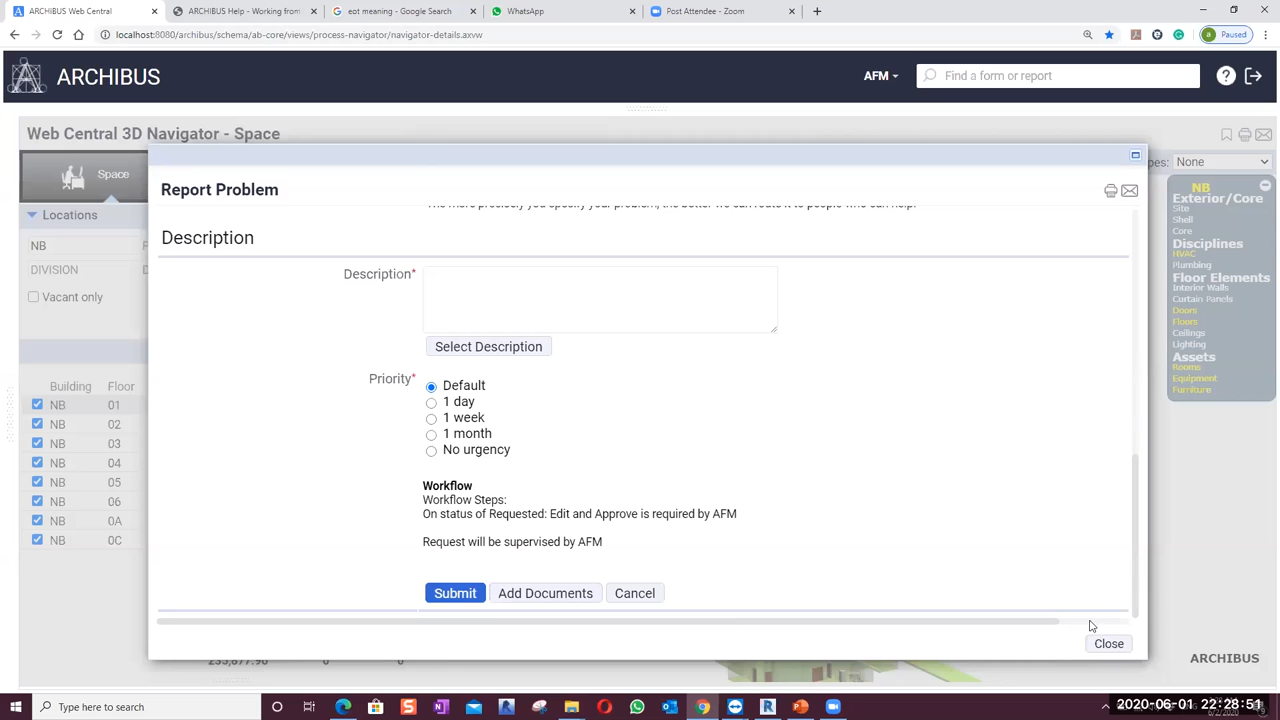 ARCHIBUS Web Central
ARCHIBUS Help - Working from
eot meaning - Google Search
WhatsApp
Post Attendee - Zoom
localhost:8080/archibus/schema/ab-core/views/process-navigator/navigator-details.axvw
Paused
ARCHIBUS
AFM
Find a form or report
Web Central 3D Navigator - Space
Space
None
Report Problem
Locations
NB
DIVISION
Vacant only
Building Floor
NB 01
NB 02
NB 03
NB 04
NB 05
NB 06
NB 0A
NB 0C
Description
Description*
Select Description
Priority*
Default
1 day
1 week
1 month
No urgency
Workflow
Workflow Steps:
On status of Requested: Edit and Approve is required by AFM
Request will be supervised by AFM
Submit Add Documents Cancel
Close
NB
Exterior/Core
Site
Shell
Core
Disciplines
HVAC
Plumbing
Floor Elements
Interior Walls
Curtain Panels
Doors
Floors
Ceilings
Lighting
Assets
Rooms
Equipment
Furniture
ARCHIBUS
Type here to search
2020-06-01 22:28:51